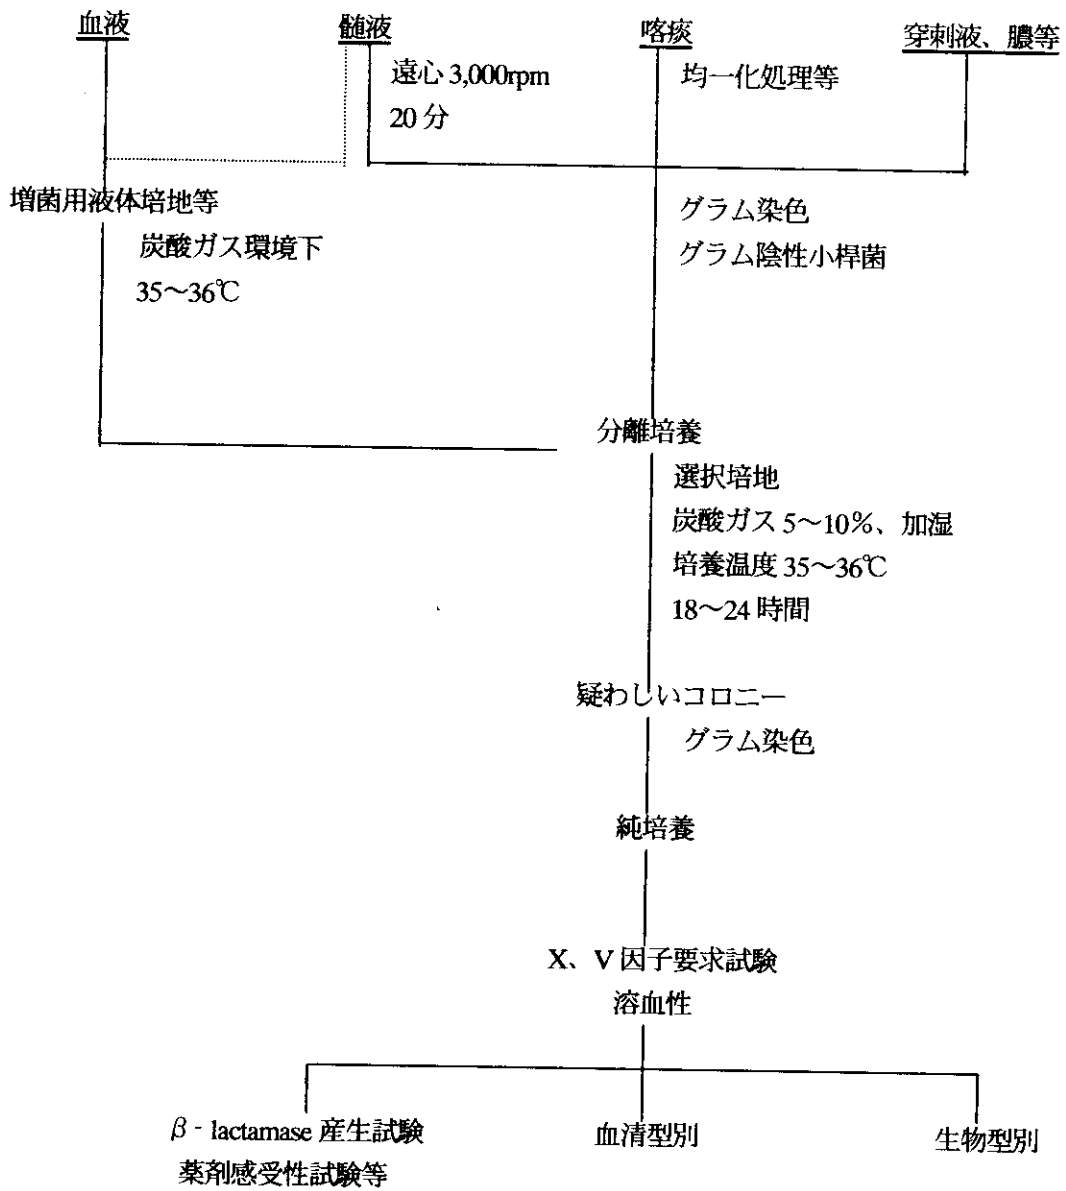 血液
髄液
喀痰
穿刺液、膿等
遠心 3,000rpm
20 分
均一化処理等
増菌用液体培地等
炭酸ガス環境下
35～36℃
グラム染色
グラム陰性小桿菌
分離培養
選択培地
炭酸ガス 5～10％、加湿
培養温度 35～36℃
18～24 時間
疑わしいコロニー
グラム染色
純培養
X、V 因子要求試験
溶血性
β - lactamase 産生試験
薬剤感受性試験等
血清型別
生物型別